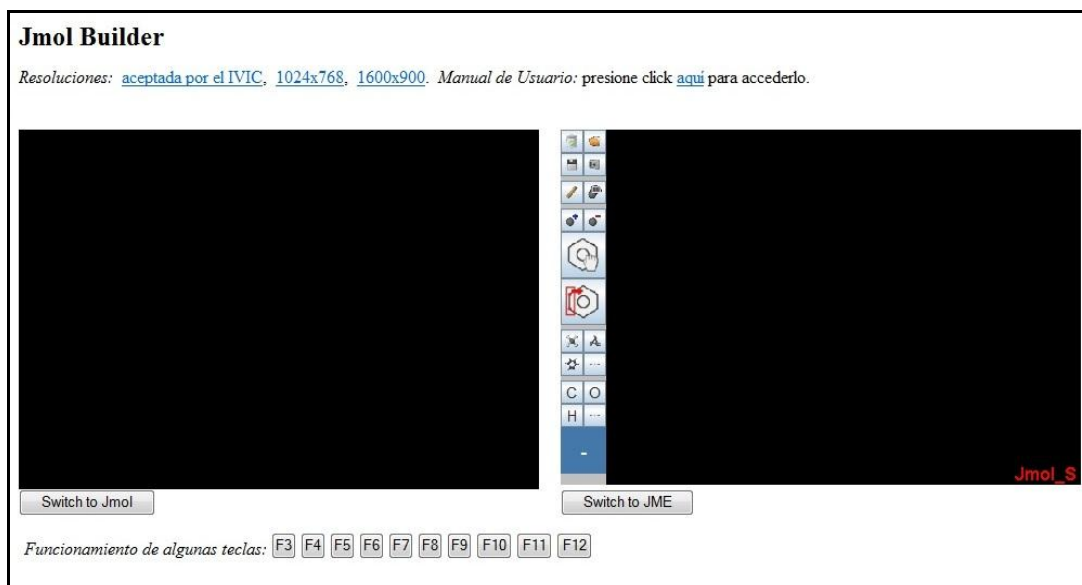 Jmol Builder
Resoluciones: aceptada por el IVIC, 1024x768, 1600x900. Manual de Usuario: presione click aquí para accederlo.
C O
H ...
-
Jmol_S
Switch to Jmol Switch to JME
Funcionamiento de algunas teclas: F3 F4 F5 F6 F7 F8 F9 F10 F11 F12